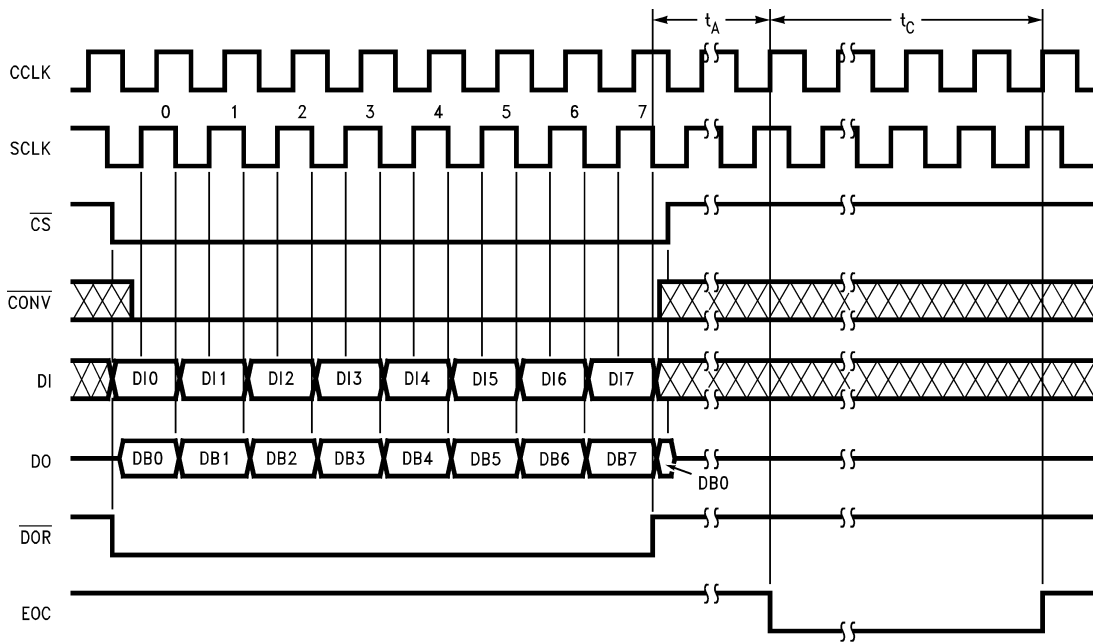 tA tC
CCLK
0 1 2 3 4 5 6 7
SCLK
CS
CONV
DI DI0 DI1 DI2 DI3 DI4 DI5 DI6 DI7
DO DB0 DB1 DB2 DB3 DB4 DB5 DB6 DB7
DB0
DOR
EOC